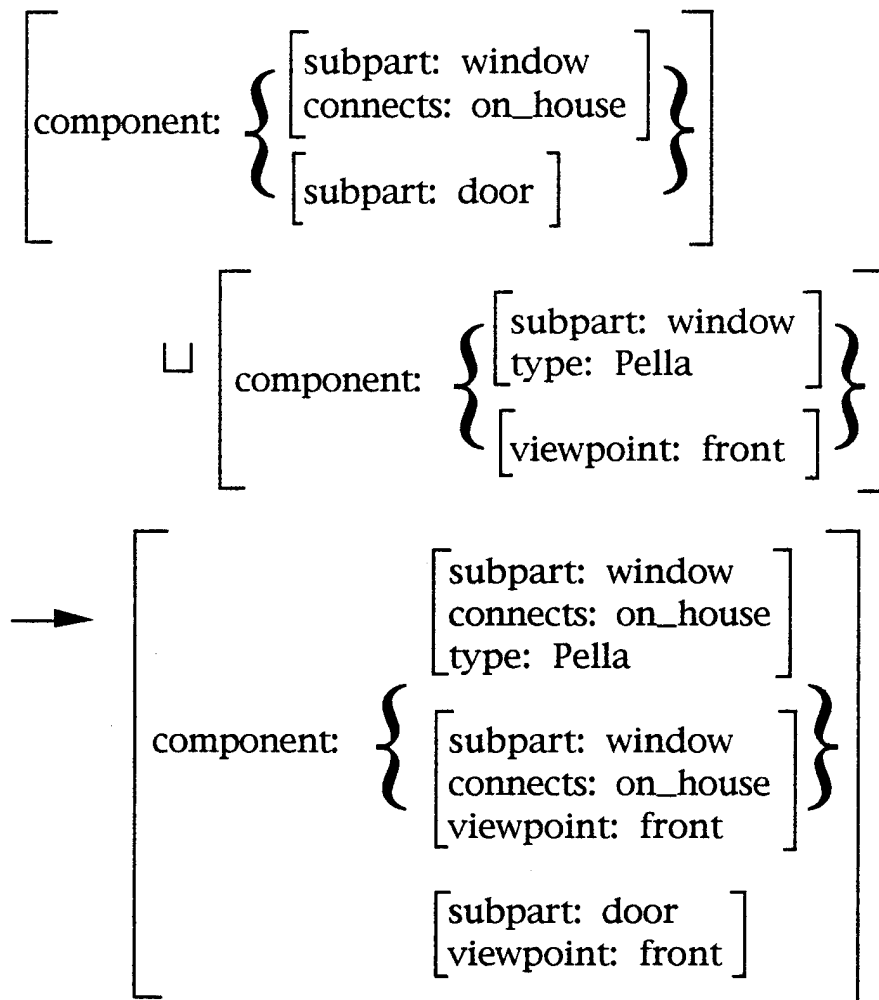 subpart: window
connects: on_house
component:
subpart: door
⊔
subpart: window
type: Pella
component:
viewpoint: front
subpart: window
connects: on_house
type: Pella
component:
subpart: window
connects: on_house
viewpoint: front
subpart: door
viewpoint: front